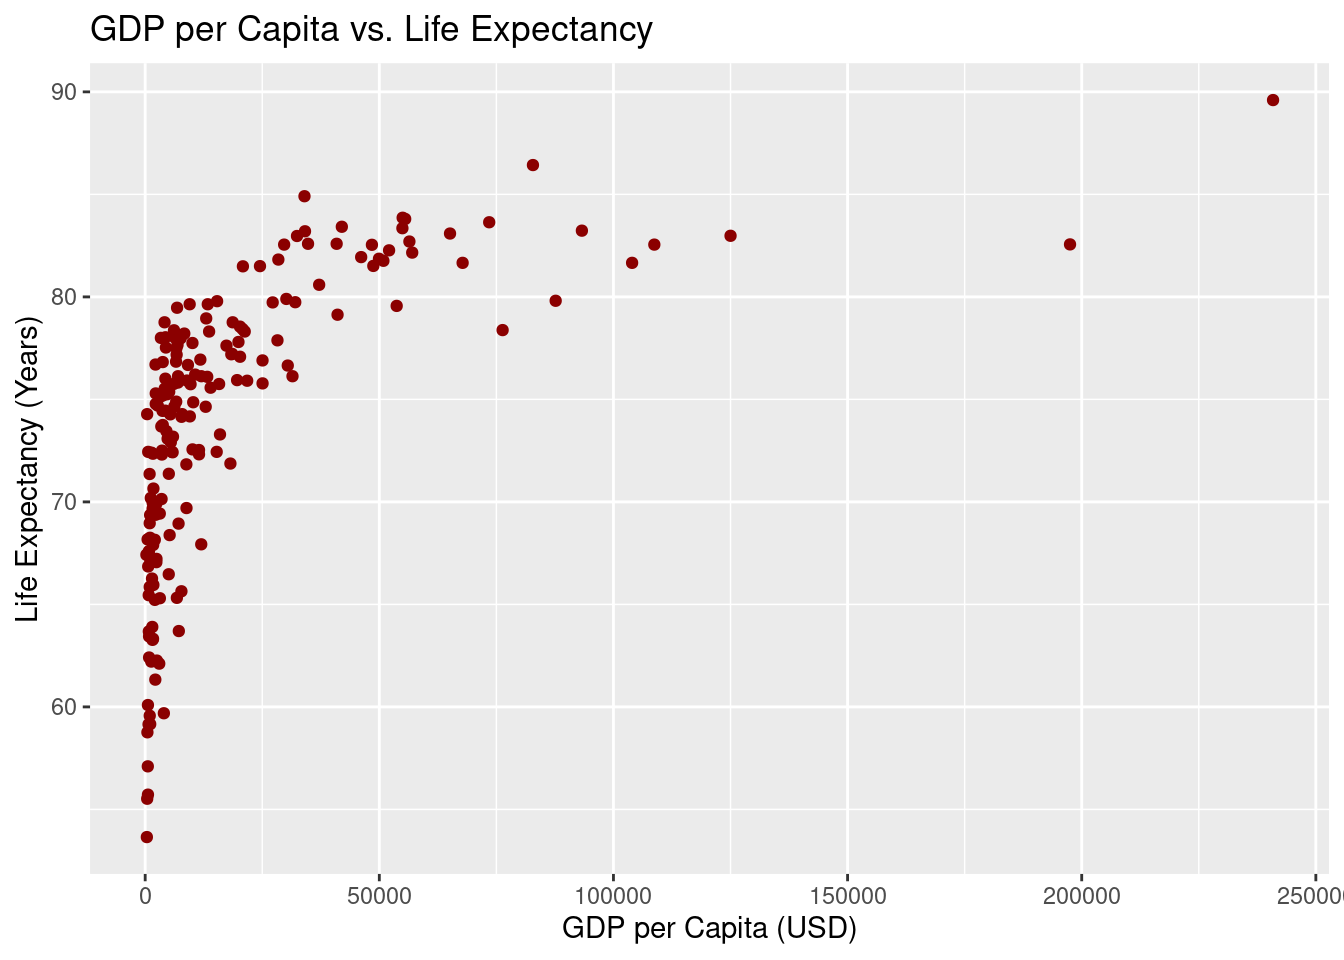 GDP per Capita vs. Life Expectancy
90
80
70
60
Life Expectancy (Years)
0 50000 100000 150000 200000 25000
GDP per Capita (USD)